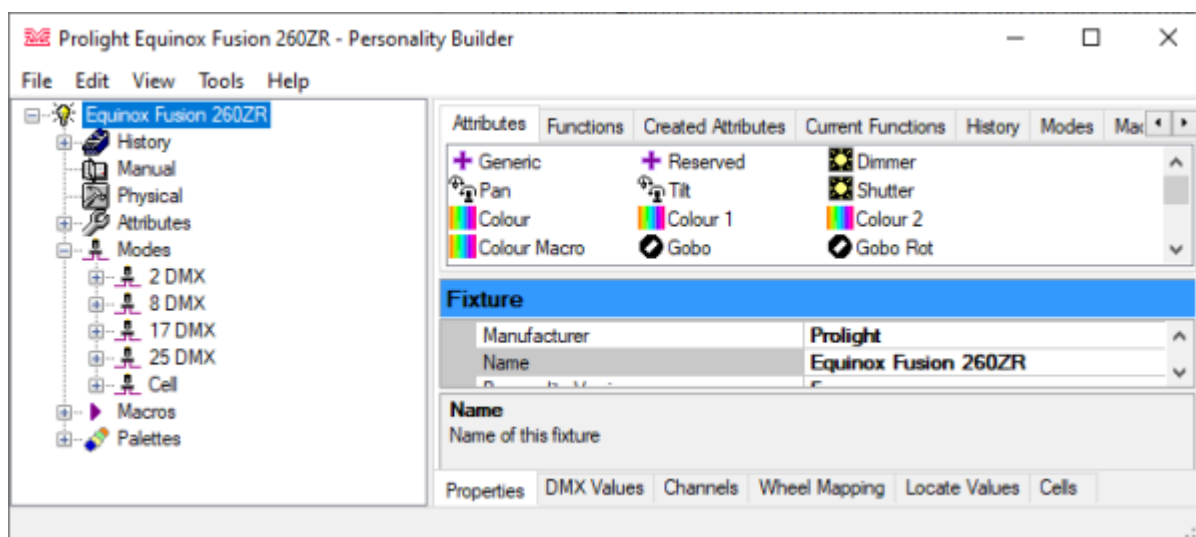 Prolight Equinox Fusion 260ZR - Personality Builder
File Edit View Tools Help
Equinox Fusion 260ZR
History
Manual
Physical
Attributes
Modes
2 DMX
8 DMX
17 DMX
25 DMX
Cell
Macros
Palettes
Attributes Functions Created Attributes Current Functions History Modes
Generic Reserved Dimmer
Pan Tilt Shutter
Colour Colour 1 Colour 2
Colour Macro Gobo Gobo Rot
Fixture
Manufacturer Prolight
Name Equinox Fusion 260ZR
Name
Name of this fixture
Properties DMX Values Channels Wheel Mapping Locate Values Cells